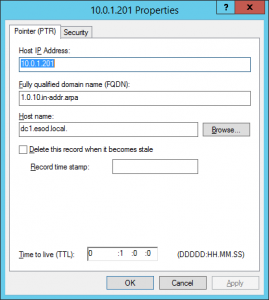 10.0.1.201 Properties
? X
Pointer (PTR) Security
Host IP Address:
10.0.1.201
Fully qualified domain name (FQDN):
1.0.10.in-addr.arpa
Host name:
dc1.esod.local.
Browse...
Delete this record when it becomes stale
Record time stamp:
Time to live (TTL): 0 :1 :0 :0 (DDDDD:HH.MM.SS)
OK Cancel Apply